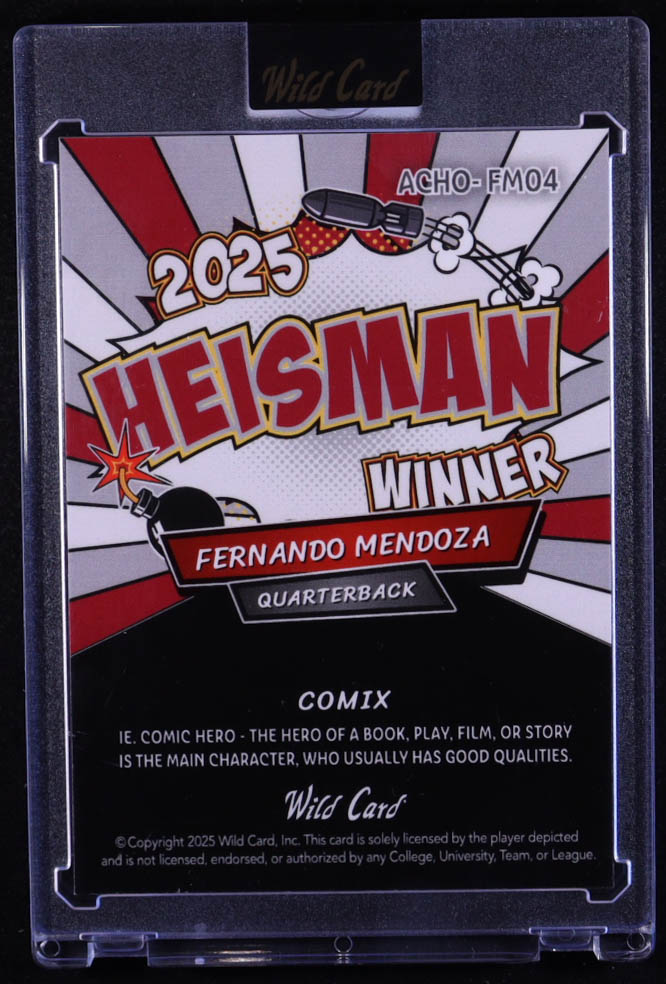 Wild Card
ACHO- FM04
2025
HEISMAN
WINNER
FERNANDO MENDOZA
QUARTERBACK
COMIX
IE. COMIC HERO - THE HERO OF A BOOK, PLAY, FILM, OR STORY
IS THE MAIN CHARACTER, WHO USUALLY HAS GOOD QUALITIES.
Wild Card
© Copyright 2025 Wild Card, Inc. This card is solely licensed by the player depicted
and is not licensed, endorsed, or authorized by any College, University, Team, or League.